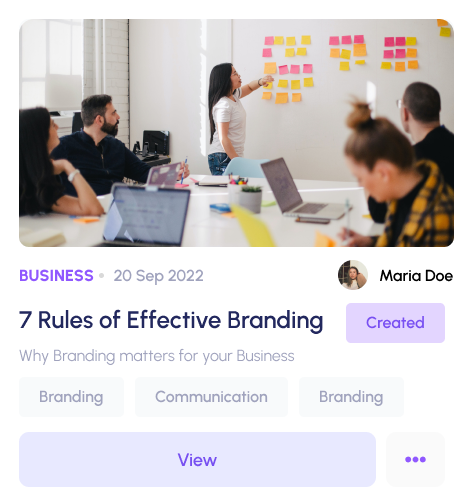 BUSINESS • 20 Sep 2022
Maria Doe
7 Rules of Effective Branding
Created
Why Branding matters for your Business
Branding
Communication
Branding
View
•••